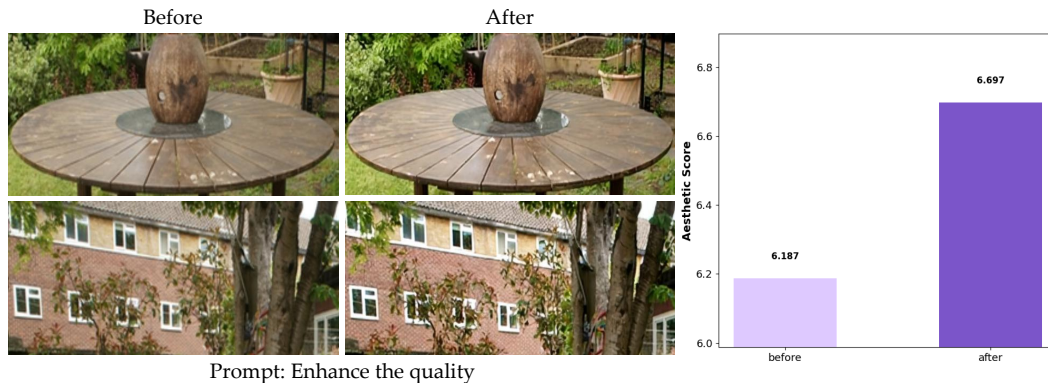 Before
After
Prompt: Enhance the quality
Aesthetic Score
6.8
6.6
6.4
6.2
6.0
6.187
6.697
before
after